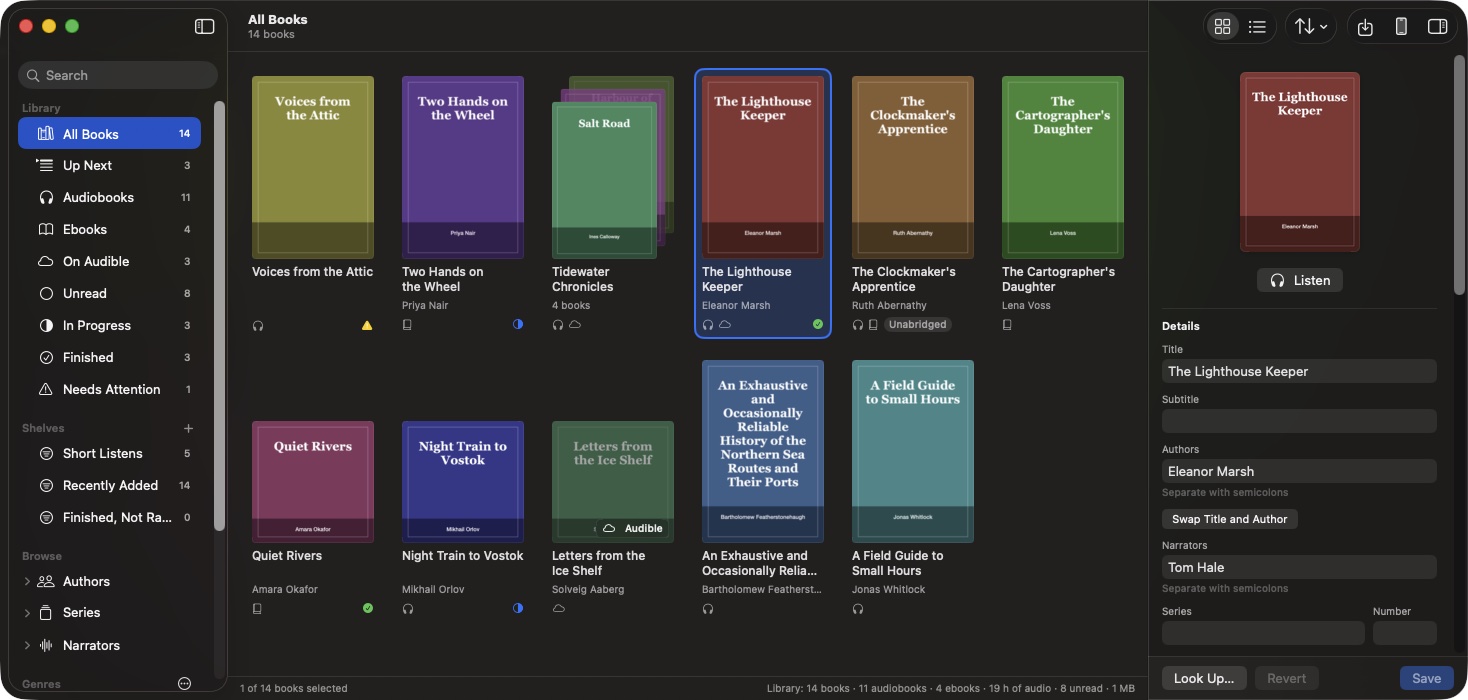 Search
Library
All Books 14
Up Next 3
Audiobooks 11
Ebooks 4
On Audible 3
Unread 8
In Progress 3
Finished 3
Needs Attention 1
Shelves
Short Listens 5
Recently Added 14
Finished, Not Ra... 0
Browse
Authors
Series
Narrators
Genres
All Books
14 books
Voices from
the Attic
Voices from the Attic
Two Hands on
the Wheel
Priya Nair
Two Hands on
the Wheel
Priya Nair
Harbour of
Salt Road
Ines Calloway
Tidewater
Chronicles
4 books
The Lighthouse
Keeper
Eleanor Marsh
The Lighthouse
Keeper
Eleanor Marsh
The
Clockmaker's
Apprentice
Ruth Abernathy
The Clockmaker's
Apprentice
Ruth Abernathy
Unabridged
The
Cartographer's
Daughter
Lena Voss
The Cartographer's
Daughter
Lena Voss
Quiet Rivers
Amara Okafor
Quiet Rivers
Amara Okafor
Night Train to
Vostok
Mikhail Orlov
Night Train to Vostok
Mikhail Orlov
Letters from
the Ice Shelf
Audible
Letters from the
Ice Shelf
Solveig Aaberg
An Exhaustive
and
Occasionally
Reliable
History of the
Northern Sea
Routes and
Their Ports
Bartholomew Featherstonehaugh
An Exhaustive and
Occasionally Relia...
Bartholomew Featherst...
A Field Guide
to Small Hours
Jonas Whitlock
A Field Guide to
Small Hours
Jonas Whitlock
1 of 14 books selected
Library: 14 books · 11 audiobooks · 4 ebooks · 19 h of audio · 8 unread · 1 MB
The Lighthouse
Keeper
Eleanor Marsh
Listen
Details
Title
The Lighthouse Keeper
Subtitle
Authors
Eleanor Marsh
Separate with semicolons
Swap Title and Author
Narrators
Tom Hale
Separate with semicolons
Series Number
Look Up... Revert Save